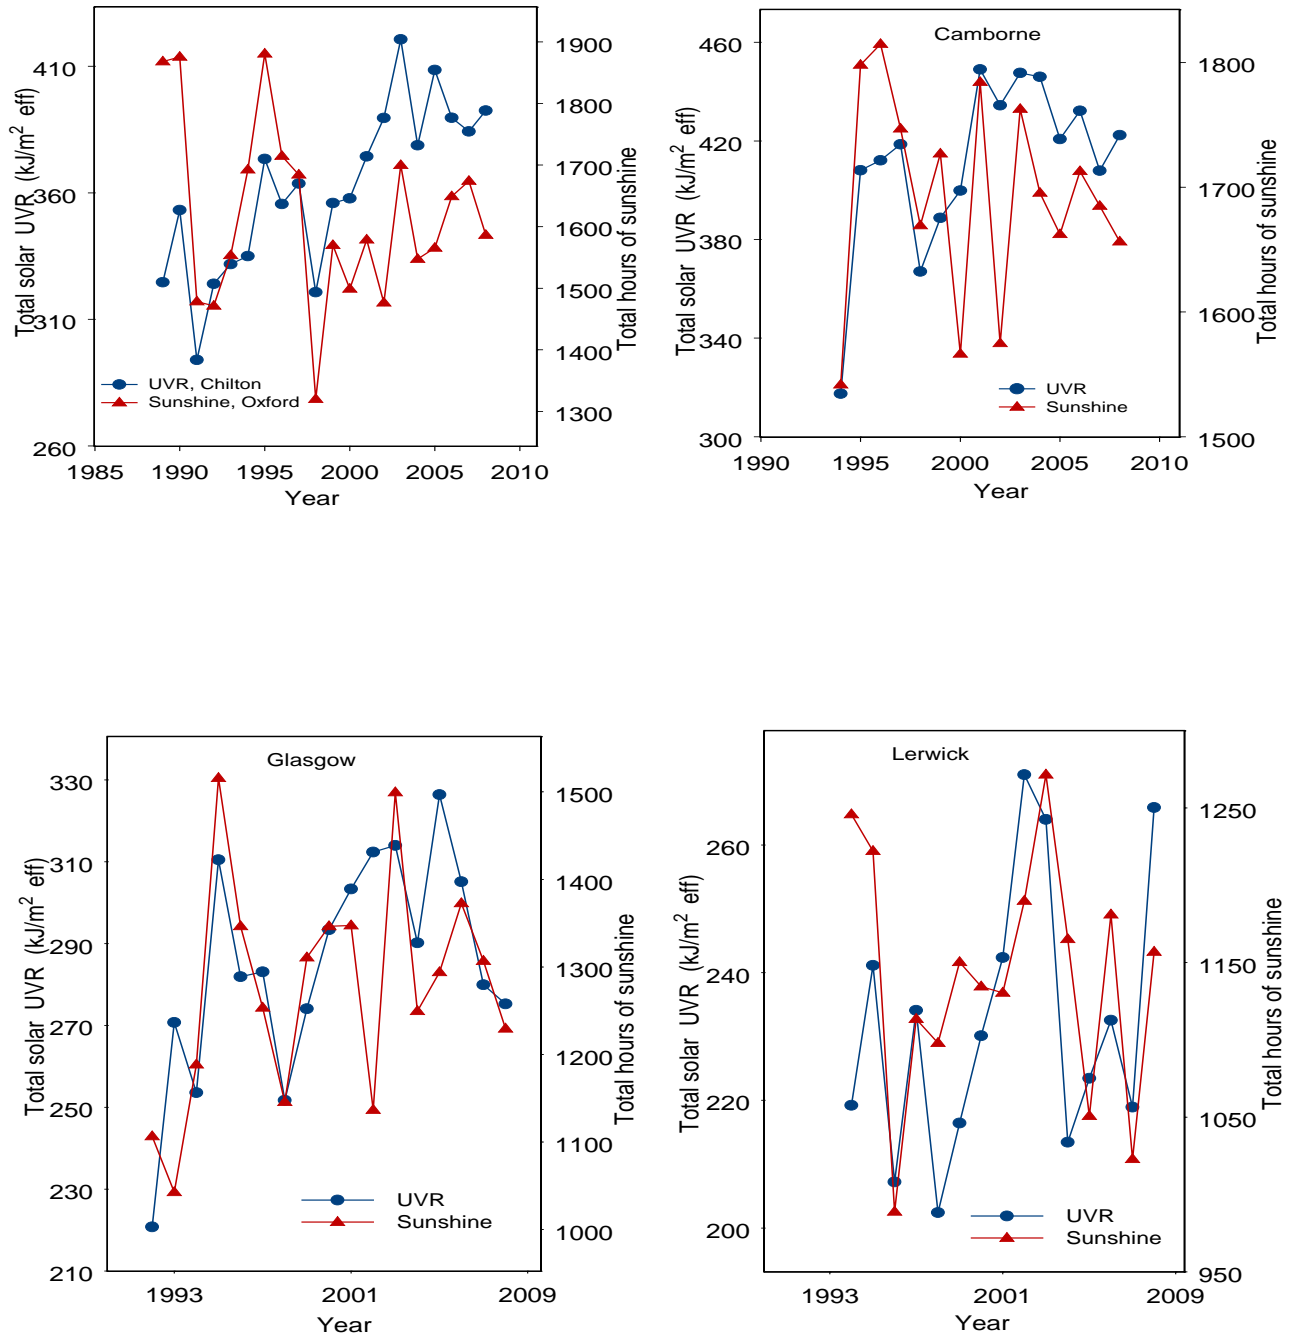 410
360
310
260
Total solar UVR (kJ/m² eff)
1900
1800
1700
1600
1500
1400
1300
Total hours of sunshine
UVR, Chilton
Sunshine, Oxford
1985 1990 1995 2000 2005 2010
Year
Camborne
460
420
380
340
300
Total solar UVR (kJ/m² eff)
1800
1700
1600
1500
Total hours of sunshine
UVR
Sunshine
1990 1995 2000 2005 2010
Year
Glasgow
330
310
290
270
250
230
210
Total solar UVR (kJ/m² eff)
1500
1400
1300
1200
1100
1000
Total hours of sunshine
UVR
Sunshine
1993 2001 2009
Year
Lerwick
260
240
220
200
Total solar UVR (kJ/m² eff)
1250
1150
1050
950
Total hours of sunshine
UVR
Sunshine
1993 2001 2009
Year